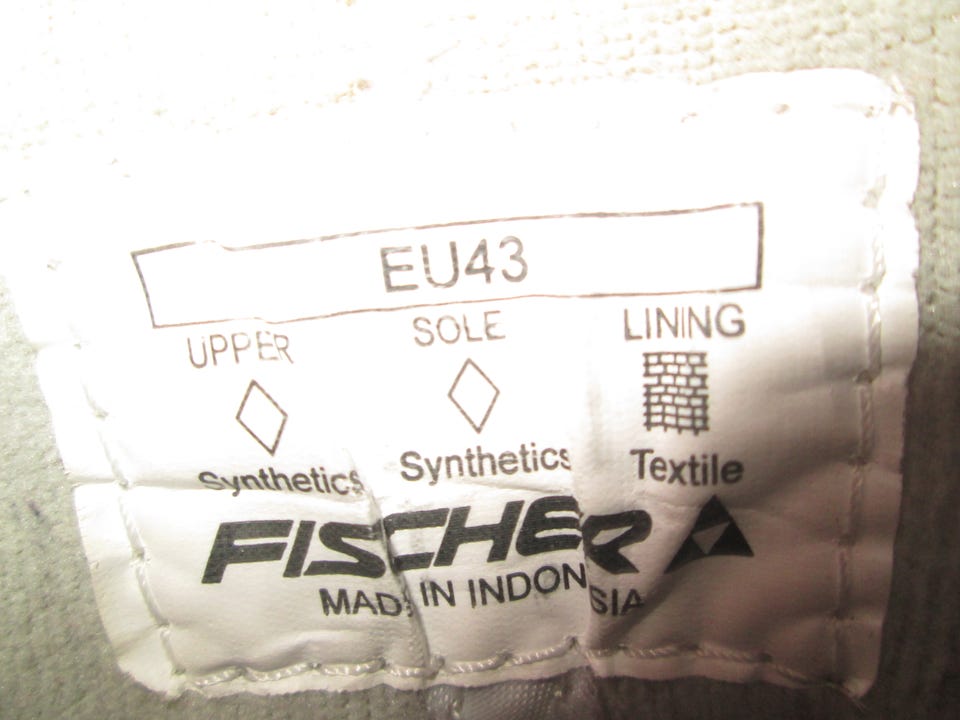 EU43
UPPER SOLE LINING
Synthetics Synthetics Textile
FISCHER
MADE IN INDONESIA